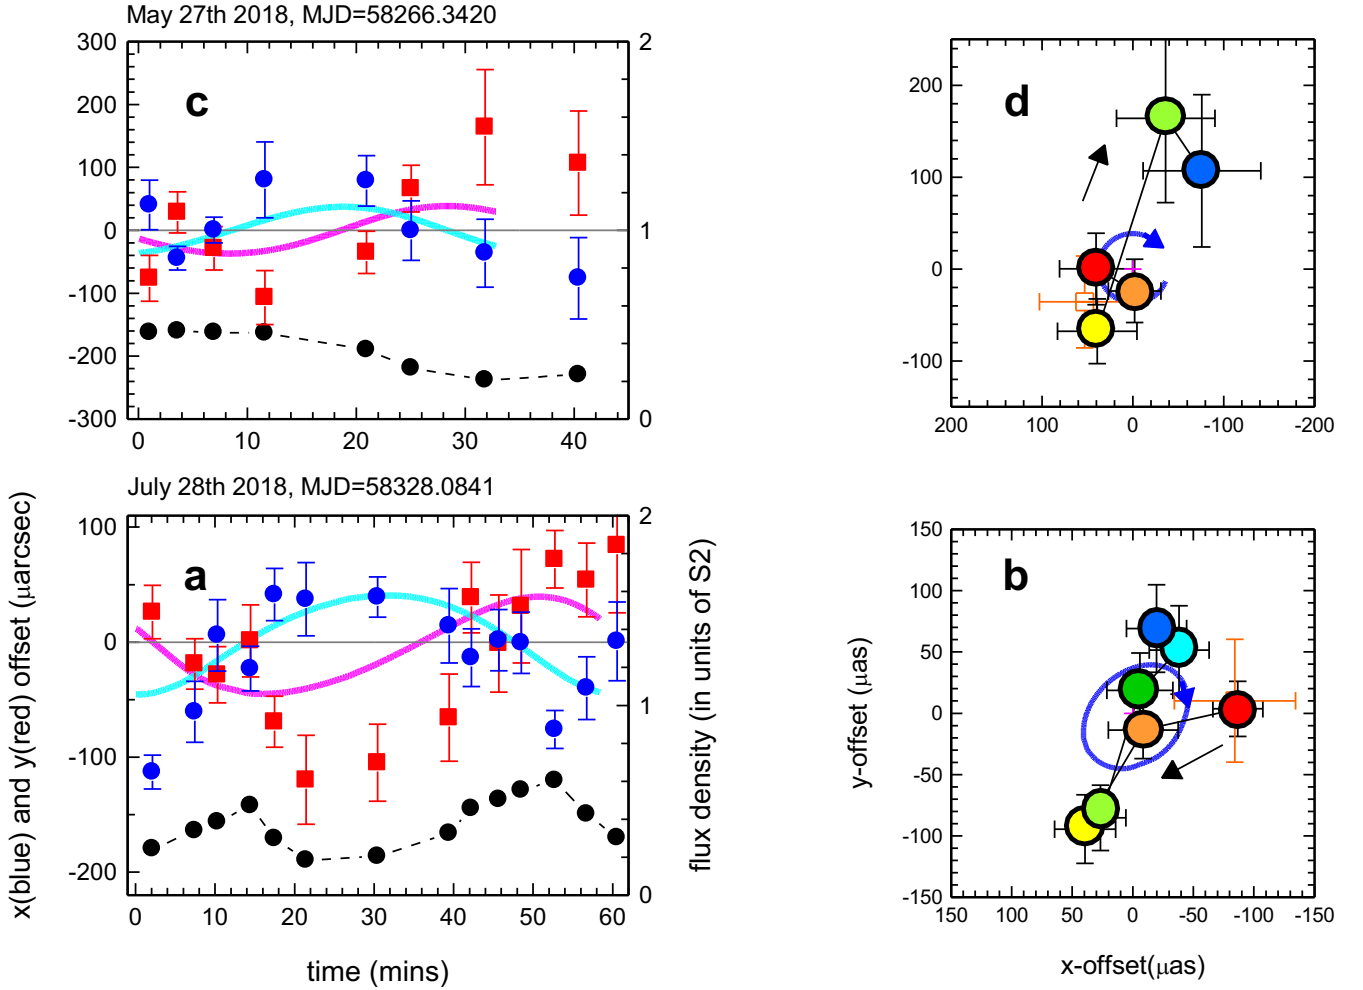 May 27th 2018, MJD=58266.3420
300
200
100
0
-100
-200
-300
2
1
0
c
0 10 20 30 40
200
100
0
-100
d
200 100 0 -100 -200
July 28th 2018, MJD=58328.0841
100
0
-100
-200
2
1
0
a
0 10 20 30 40 50 60
time (mins)
x(blue) and y(red) offset (μarcsec)
flux density (in units of S2)
150
100
50
0
-50
-100
-150
b
150 100 50 0 -50 -100 -150
x-offset(μas)
y-offset (μas)